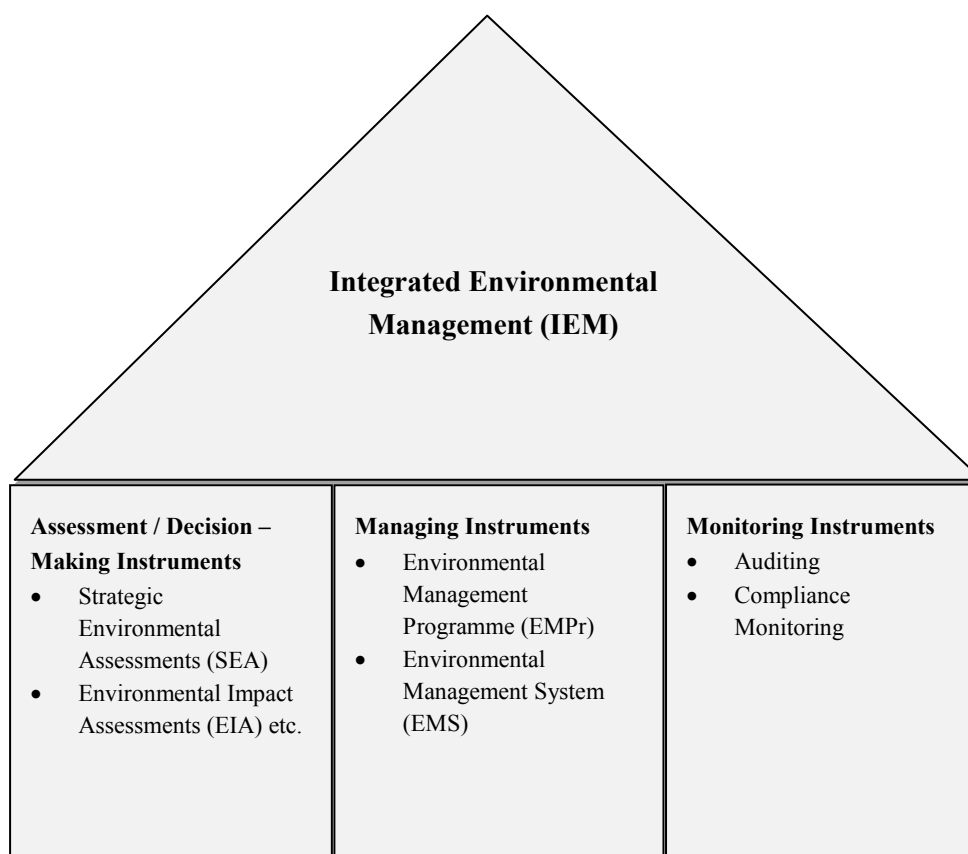 Integrated Environmental
Management (IEM)
Assessment / Decision –
Making Instruments
• Strategic
Environmental
Assessments (SEA)
• Environmental Impact
Assessments (EIA) etc.
Managing Instruments
• Environmental
Management
Programme (EMPr)
• Environmental
Management System
(EMS)
Monitoring Instruments
• Auditing
• Compliance
Monitoring